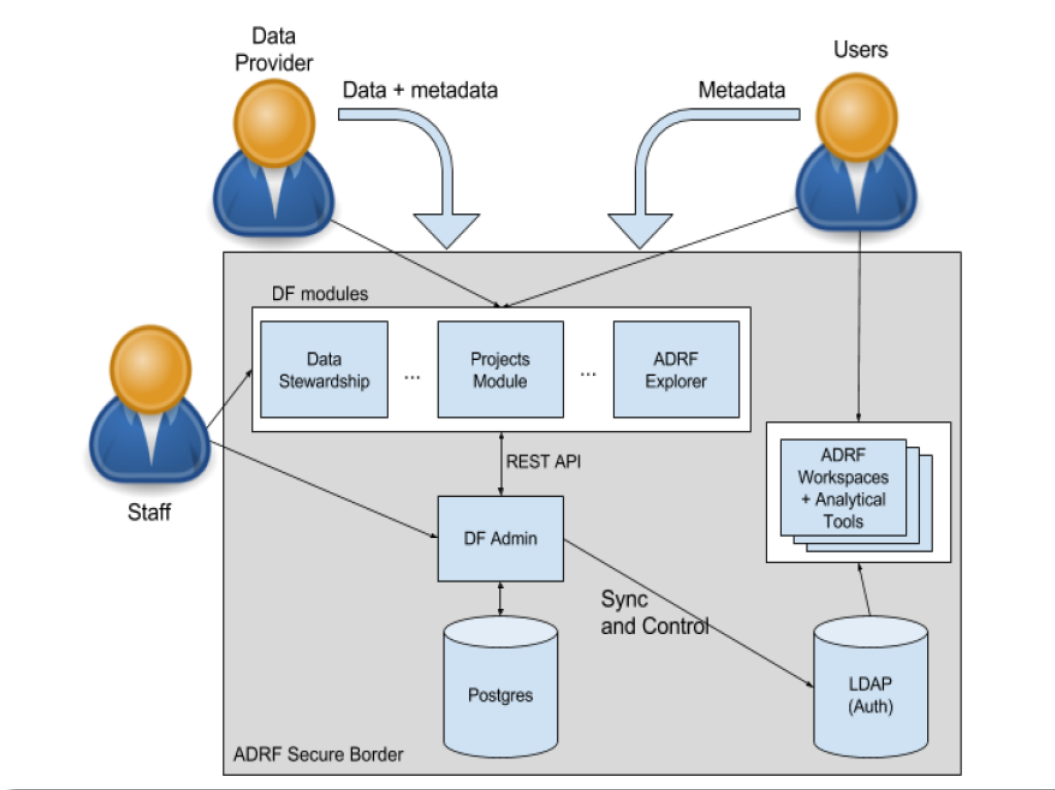 Data
Provider
Users
Data + metadata
Metadata
DF modules
Data
Stewardship
...
Projects
Module
...
ADRF
Explorer
REST API
ADRF
Workspaces
+ Analytical
Tools
Staff
DF Admin
Sync
and Control
Postgres
LDAP
(Auth)
ADRF Secure Border